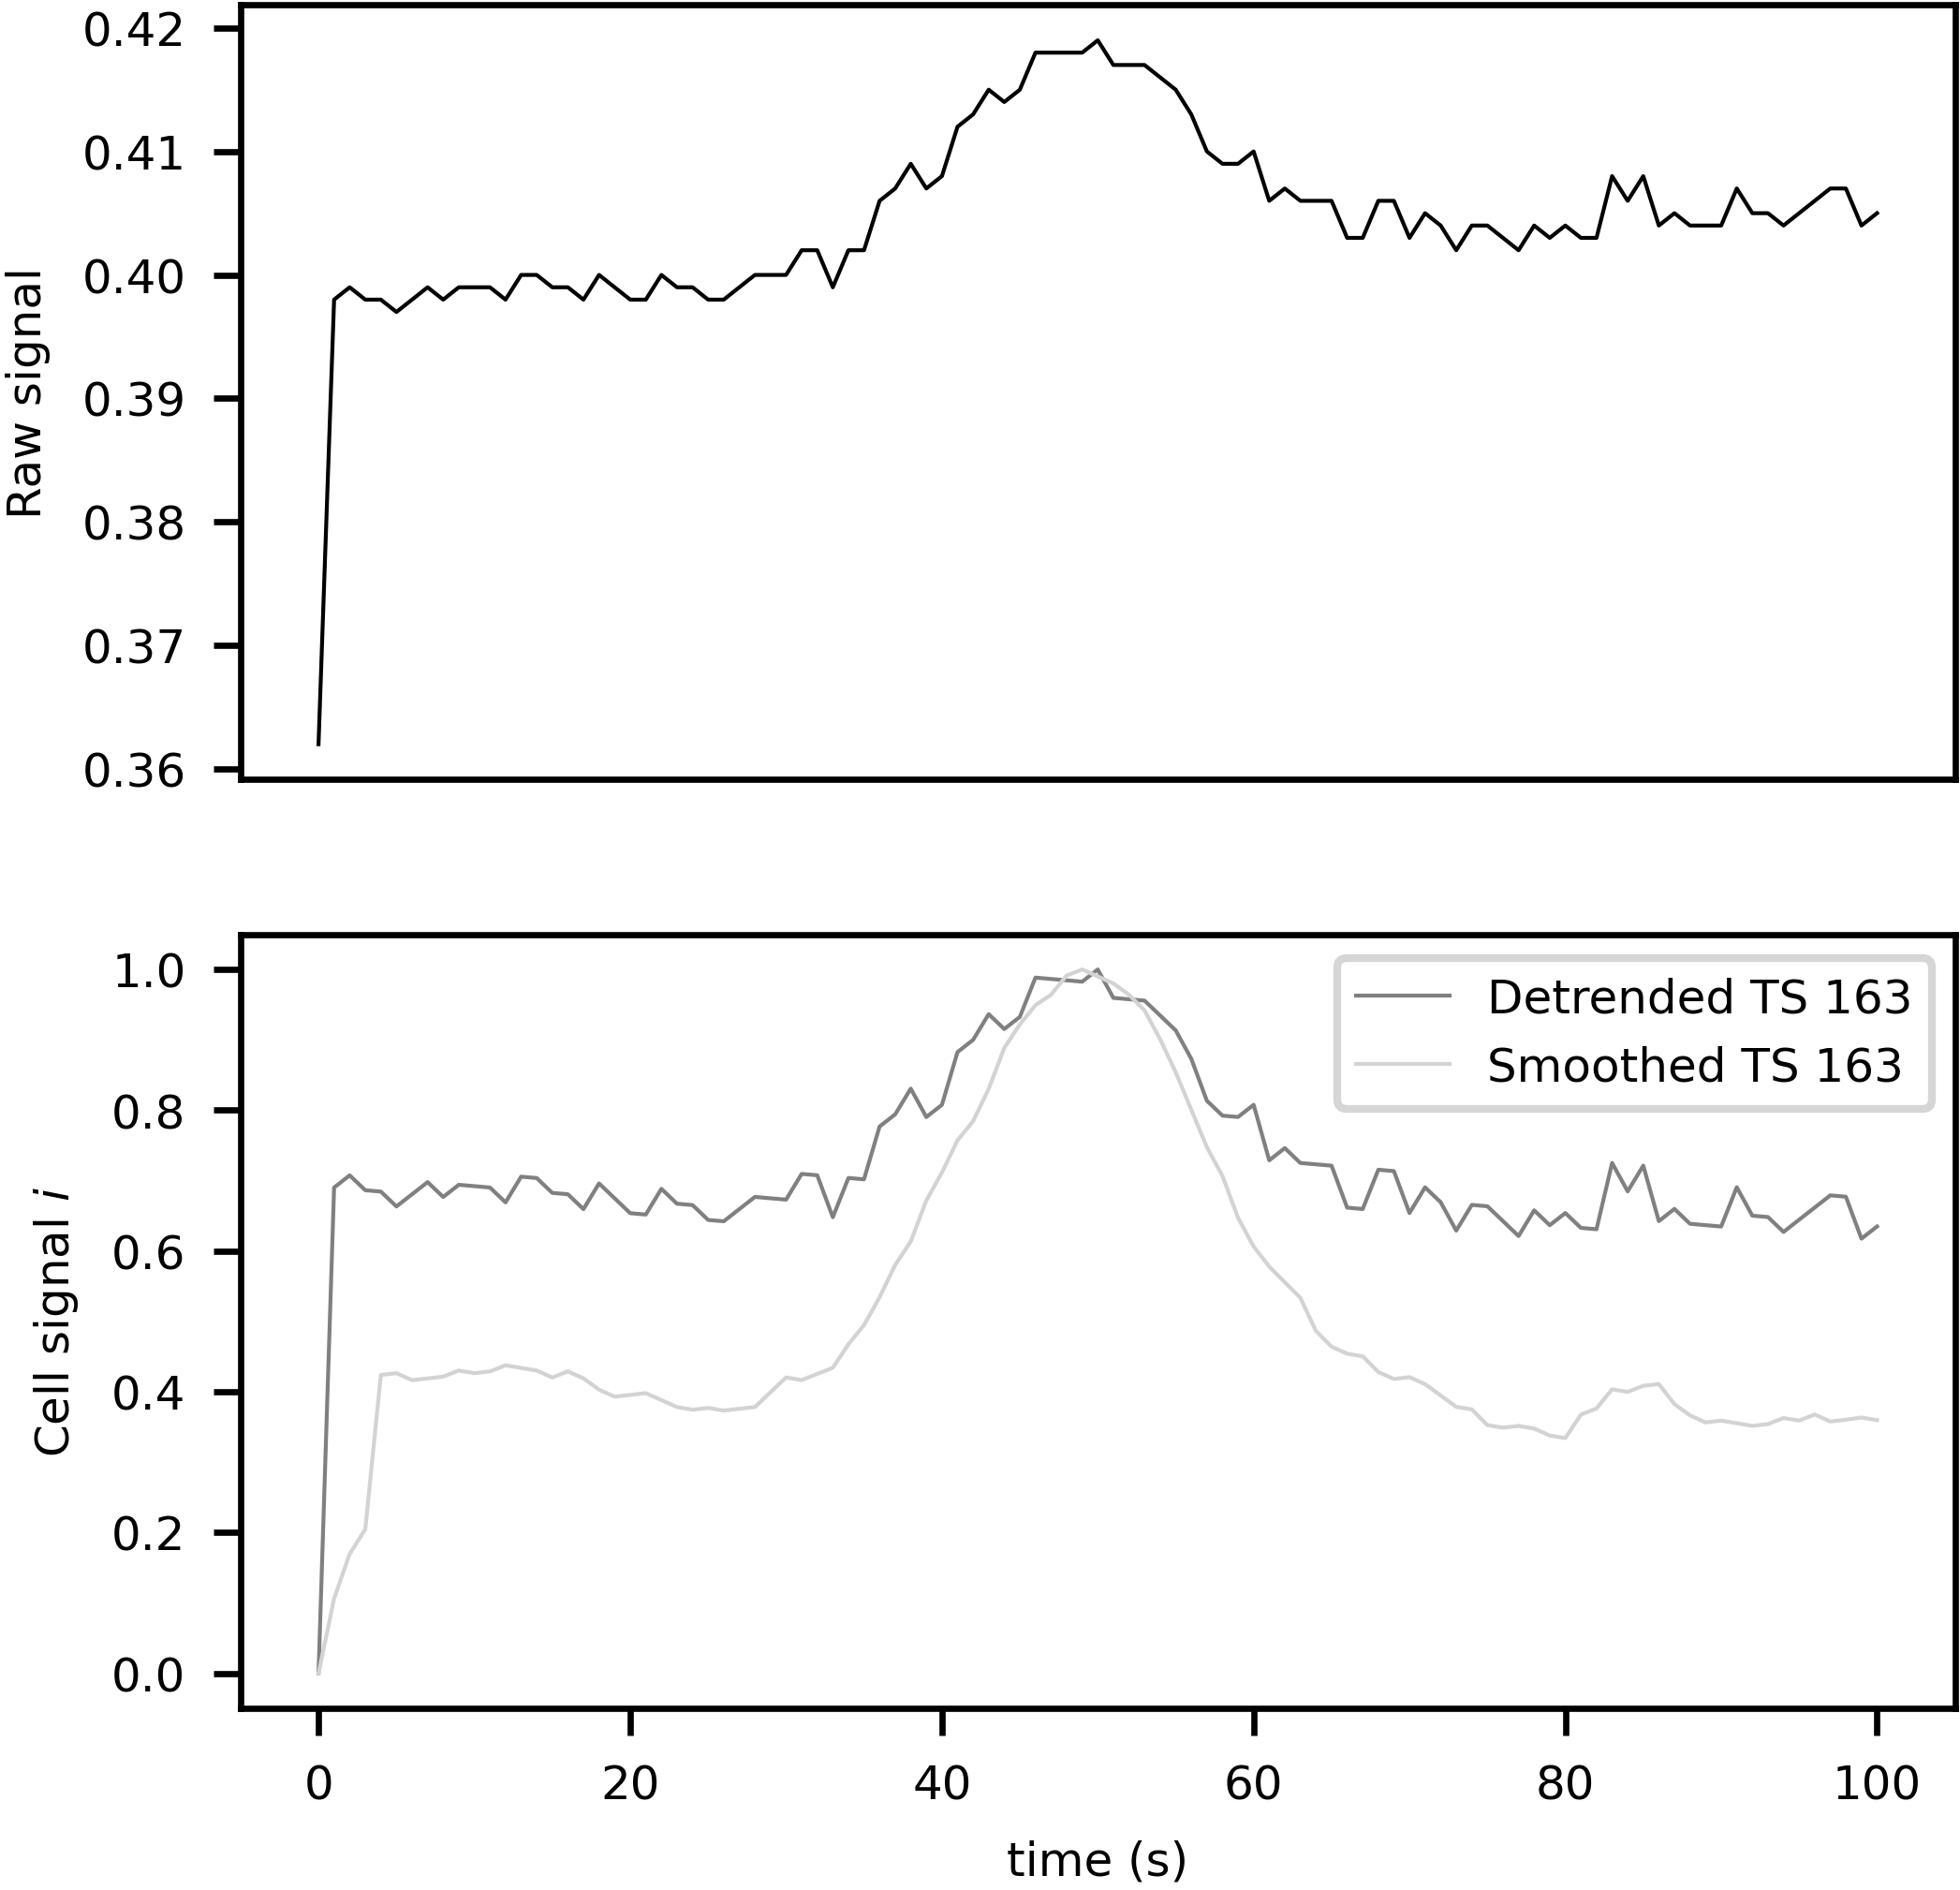 0.42
0.41
0.40
0.39
0.38
0.37
0.36
Raw signal
1.0
0.8
0.6
0.4
0.2
0.0
Cell signal i
Detrended TS 163
Smoothed TS 163
0 20 40 60 80 100
time (s)